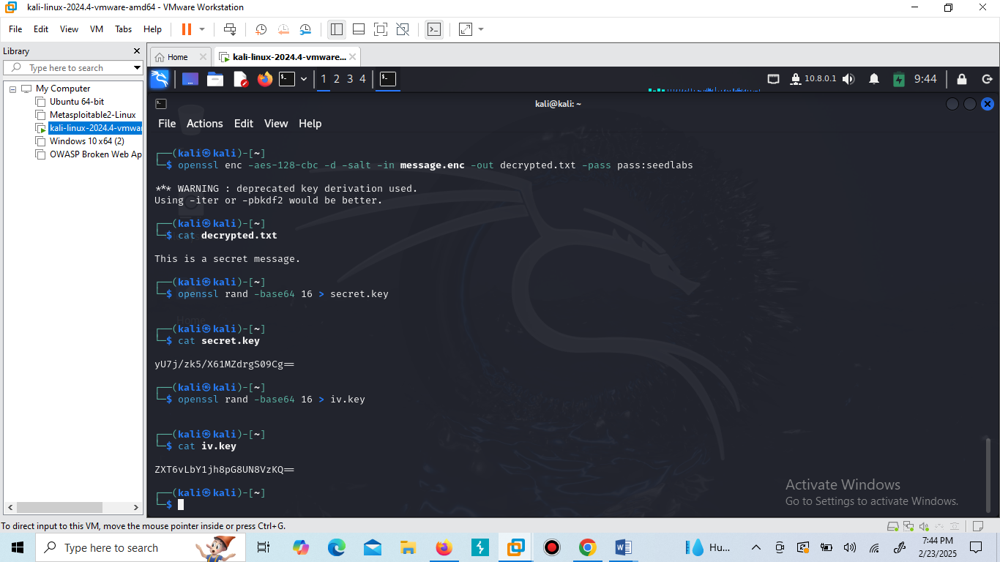 kali-linux-2024.4-vmware-amd64 - VMware Workstation
File Edit View VM Tabs Help
Library
Type here to search
My Computer
Ubuntu 64-bit
Metasploitable2-Linux
kali-linux-2024.4-vmwar
Windows 10 x64 (2)
OWASP Broken Web Ap
Home
kali-linux-2024.4-vmware...
1 2 3 4
10.8.0.1
9:44
kali@kali: ~
File Actions Edit View Help
┌──(kali㉿kali)-[~]
└─$ openssl enc -aes-128-cbc -d -salt -in message.enc -out decrypted.txt -pass pass:seedlabs
*** WARNING : deprecated key derivation used.
Using -iter or -pbkdf2 would be better.
┌──(kali㉿kali)-[~]
└─$ cat decrypted.txt
This is a secret message.
┌──(kali㉿kali)-[~]
└─$ openssl rand -base64 16 > secret.key
Home
┌──(kali㉿kali)-[~]
└─$ cat secret.key
yU7j/zk5/X61MZdrgS09Cg==
┌──(kali㉿kali)-[~]
└─$ openssl rand -base64 16 > iv.key
┌──(kali㉿kali)-[~]
└─$ cat iv.key
ZXT6vLbY1jh8pG8UN8VzKQ==
┌──(kali㉿kali)-[~]
└─$
Activate Windows
Go to Settings to activate Windows.
To direct input to this VM, move the mouse pointer inside or press Ctrl+G.
Type here to search
Hu...
7:44 PM
2/23/2025